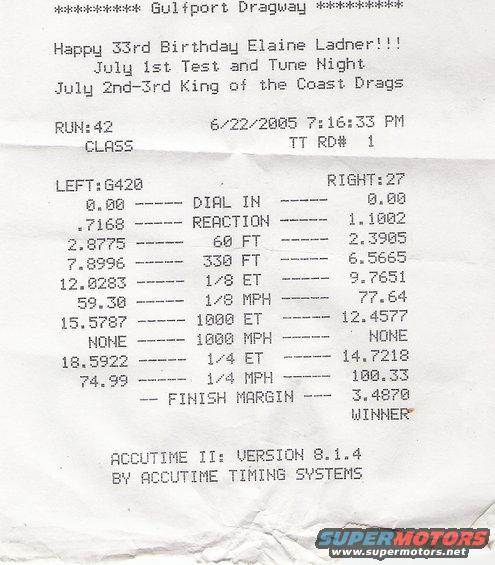 ********* Gulfport Dragway *********
Happy 33rd Birthday Elaine Ladner!!!
July 1st Test and Tune Night
July 2nd-3rd King of the Coast Drags
RUN:42 6/22/2005 7:16:33 PM
CLASS TT RD# 1
LEFT:G420 RIGHT:27
0.00 ----- DIAL IN ----- 0.00
.7168 ----- REACTION ----- 1.1002
2.8775 ----- 60 FT ----- 2.3905
7.8996 ----- 330 FT ----- 6.5665
12.0283 ----- 1/8 ET ----- 9.7651
59.30 ----- 1/8 MPH ----- 77.64
15.5787 ----- 1000 ET ----- 12.4577
NONE ----- 1000 MPH ----- NONE
18.5922 ----- 1/4 ET ----- 14.7218
74.99 ----- 1/4 MPH ----- 100.33
-- FINISH MARGIN --- 3.4870
WINNER
ACCUTIME II: VERSION 8.1.4
BY ACCUTIME TIMING SYSTEMS
SUPERMOTORS
www.supermotors.net